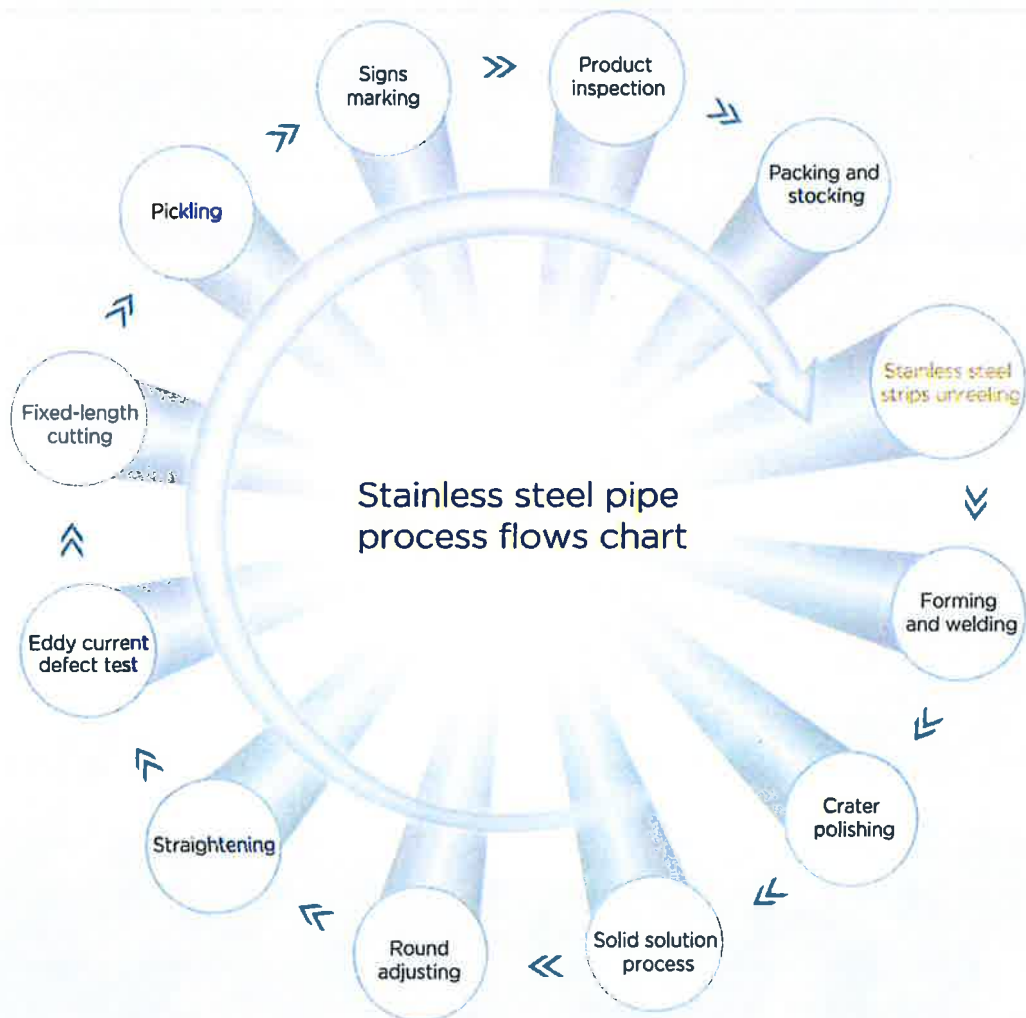 Stainless steel pipe
process flows chart
Stainless steel
strips unreeling
Forming
and welding
Crater
polishing
Solid solution
process
Round
adjusting
Straightening
Eddy current
defect test
Fixed-length
cutting
Pickling
Signs
marking
Product
inspection
Packing and
stocking